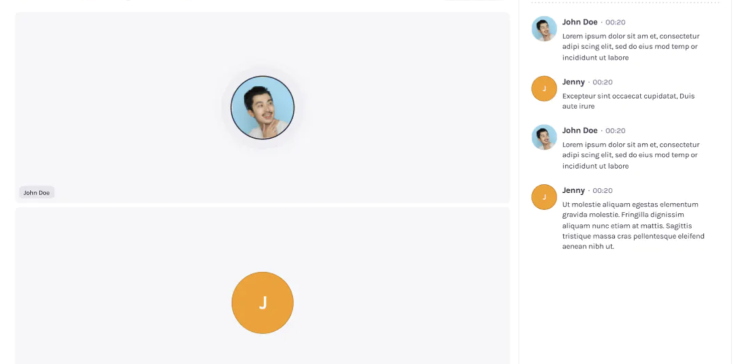 John Doe
J
John Doe · 00:20
Lorem ipsum dolor sit am et, consectetur
adipi scing elit, sed do eius mod temp or
incididunt ut labore
J
Jenny · 00:20
Excepteur sint occaecat cupidatat, Duis
aute irure
John Doe · 00:20
Lorem ipsum dolor sit am et, consectetur
adipi scing elit, sed do eius mod temp or
incididunt ut labore
J
Jenny · 00:20
Ut molestie aliquam egestas elementum
gravida molestie. Fringilla dignissim
aliquam nunc etiam at mattis. Sagittis
tristique massa cras pellentesque eleifend
aenean nibh ut.